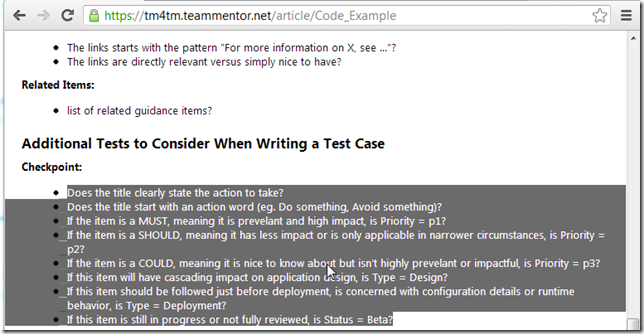 https://tm4tm.teammentor.net/article/Code_Example
The links starts with the pattern "For more information on X, see ..."?
The links are directly relevant versus simply nice to have?
Related Items:
list of related guidance items?
Additional Tests to Consider When Writing a Test Case
Checkpoint:
Does the title clearly state the action to take?
Does the title start with an action word (eg. Do something, Avoid something)?
If the item is a MUST, meaning it is prevelant and high impact, is Priority = p1?
If the item is a SHOULD, meaning it has less impact or is only applicable in narrower circumstances, is Priority =
p2?
If the item is a COULD, meaning it is nice to know about but isn't highly prevelant or impactful, is Priority = p3?
If this item will have cascading impact on application design, is Type = Design?
If this item should be followed just before deployment, is concerned with configuration details or runtime
behavior, is Type = Deployment?
If this item is still in progress or not fully reviewed, is Status = Beta?